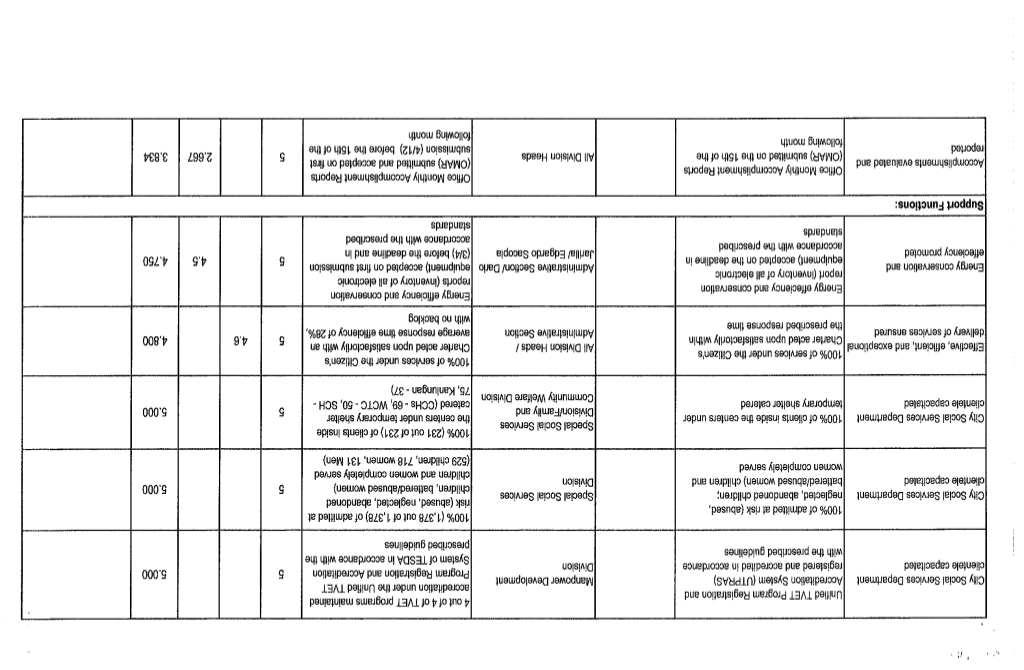 City Social Services Department
clientele capacitated
Unified TVET Program Registration and
Accreditation System (UTPRAS)
registered and accredited in accordance
with the prescribed guidelines
Manpower Development
Division
4 out of 4 of TVET programs maintained
accreditation under the Unified TVET
Program Registration and Accreditation
System of TESDA in accordance with the
prescribed guidelines
5
5.000
City Social Services Department
clientele capacitated
100% of admitted at risk (abused,
neglected, abandoned children;
battered/abused women) children and
women completely served
Special Social Services
Division
100% (1,378 out of 1,378) of admitted at
risk (abused, neglected, abandoned
children, battered/abused women)
children and women completely served
(529 children, 718 women, 131 Men)
5
5.000
City Social Services Department
clientele capacitated
100% of clients inside the centers under
temporary shelter catered
Special Social Services
Division/Family and
Community Welfare Division
100% (231 out of 231) of clients inside
the centers under temporary shelter
catered (CCHs - 69, WCTC - 50, SCH -
75, Kanlungan - 37)
5
5.000
Effective, efficient, and exceptional
delivery of services ensured
100% of services under the Citizen's
Charter acted upon satisfactorily within
the prescribed response time
All Division Heads /
Administrative Section
100% of services under the Citizen's
Charter acted upon satisfactorily with an
average response time efficiency of 28%,
with no backlog
5
4.6
4.800
Energy conservation and
effeciency promoted
Energy effeciency and conservation
report (inventory of all electronic
equipment) accepted on the deadline in
accordance with the prescribed
standards
Administrative Section/ Dario
Jarilla/ Edgardo Sacopia
Energy efficiency and conservation
reports (inventory of all electronic
equipment) accepted on first submission
(3/4) before the deadline and in
accordance with the prescribed
standards
5
4.5
4.750
Support Functions:
Accomplishments evaluated and
reported
Office Monthly Accomplishment Reports
(OMAR) submitted on the 15th of the
following month
All Division Heads
Office Monthly Accomplishment Reports
(OMAR) submitted and accepted on first
submission (4/12) before the 15th of the
following month
5
2.667
3.834